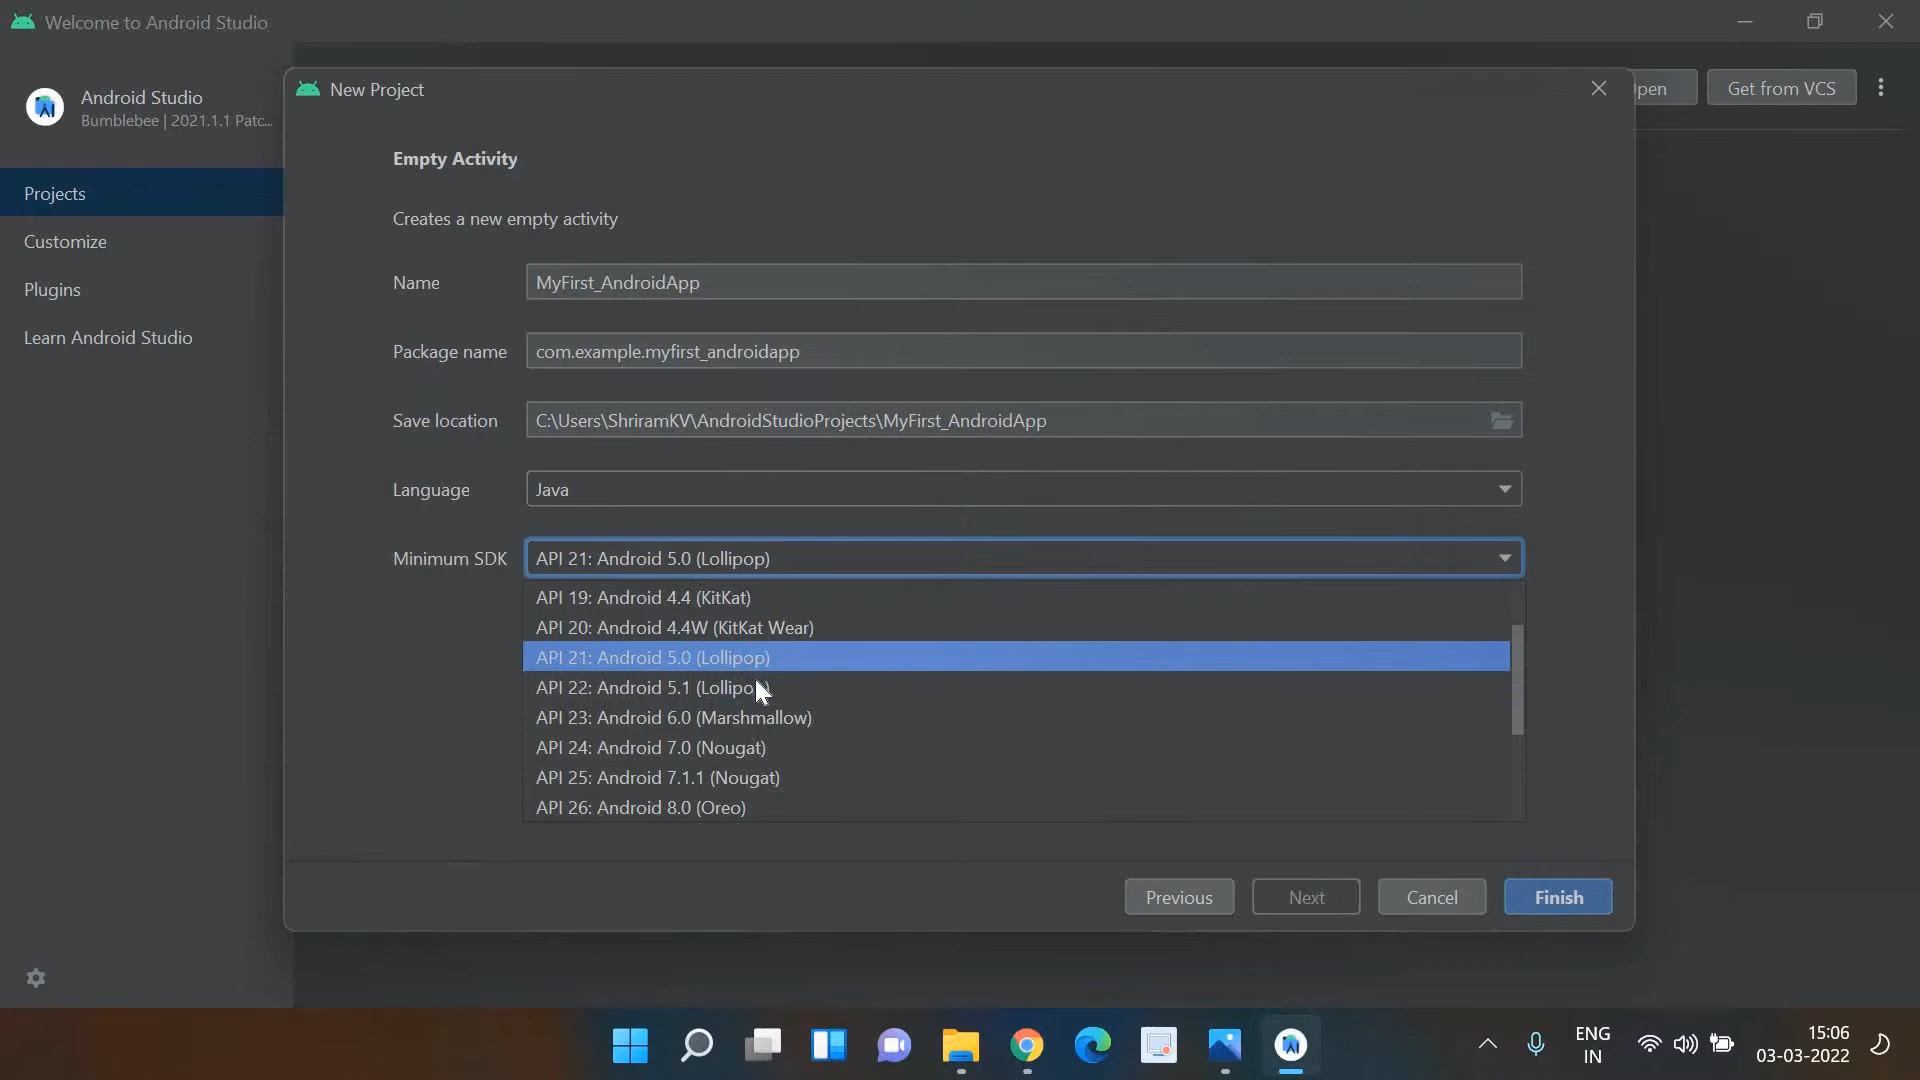 Welcome to Android Studio
Android Studio
Bumblebee | 2021.1.1 Patc...
Projects
Customize
Plugins
Learn Android Studio
New Project
pen
Get from VCS
Empty Activity
Creates a new empty activity
Name
MyFirst_AndroidApp
Package name
com.example.myfirst_androidapp
Save location
C:\Users\ShriramKV\AndroidStudioProjects\MyFirst_AndroidApp
Language
Java
Minimum SDK
API 21: Android 5.0 (Lollipop)
API 19: Android 4.4 (KitKat)
API 20: Android 4.4W (KitKat Wear)
API 21: Android 5.0 (Lollipop)
API 22: Android 5.1 (Lollipop)
API 23: Android 6.0 (Marshmallow)
API 24: Android 7.0 (Nougat)
API 25: Android 7.1.1 (Nougat)
API 26: Android 8.0 (Oreo)
Previous
Next
Cancel
Finish
ENG
IN
15:06
03-03-2022